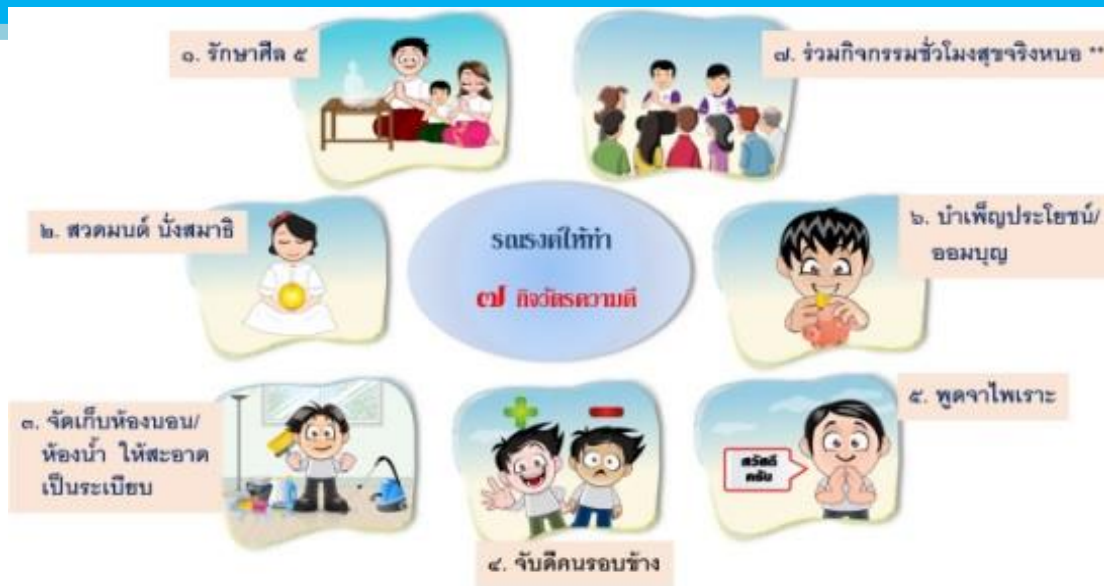 รณรงค์ให้ทำ
๗ กิจวัตรความดี
๑. รักษาศีล ๕
๒. สวดมนต์ นั่งสมาธิ
๓. จัดเก็บห้องนอน/
ห้องน้ำ ให้สะอาด
เป็นระเบียบ
๔. จับดีคนรอบข้าง
๕. พูดจาไพเราะ
สวัสดี
ครับ
๖. บำเพ็ญประโยชน์/
ออมบุญ
๗. ร่วมกิจกรรมชั่วโมงสุขจริงหนอ **